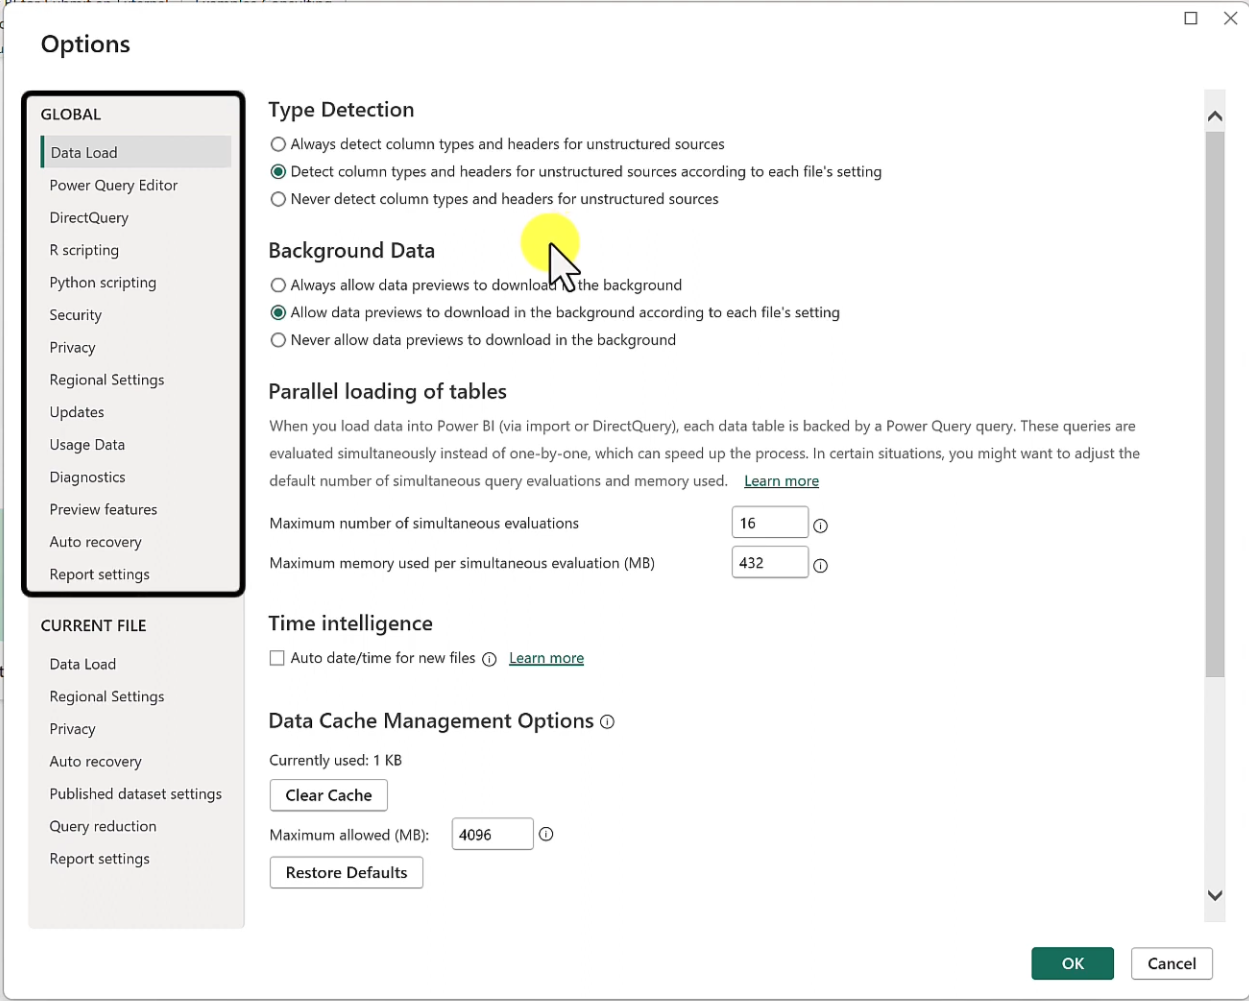 Options
GLOBAL
Data Load
Power Query Editor
DirectQuery
R scripting
Python scripting
Security
Privacy
Regional Settings
Updates
Usage Data
Diagnostics
Preview features
Auto recovery
Report settings
CURRENT FILE
Data Load
Regional Settings
Privacy
Auto recovery
Published dataset settings
Query reduction
Report settings
Type Detection
Always detect column types and headers for unstructured sources
Detect column types and headers for unstructured sources according to each file's setting
Never detect column types and headers for unstructured sources
Background Data
Always allow data previews to download in the background
Allow data previews to download in the background according to each file's setting
Never allow data previews to download in the background
Parallel loading of tables
When you load data into Power BI (via import or DirectQuery), each data table is backed by a Power Query query. These queries are
evaluated simultaneously instead of one-by-one, which can speed up the process. In certain situations, you might want to adjust the
default number of simultaneous query evaluations and memory used. Learn more
Maximum number of simultaneous evaluations 16
Maximum memory used per simultaneous evaluation (MB) 432
Time intelligence
Auto date/time for new files Learn more
Data Cache Management Options
Currently used: 1 KB
Clear Cache
Maximum allowed (MB): 4096
Restore Defaults
OK Cancel